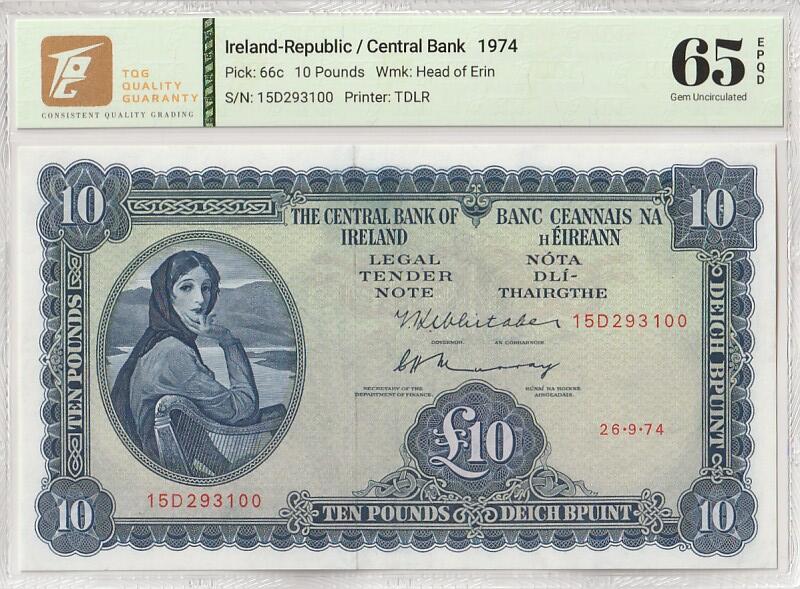 TQG
QUALITY
GUARANTY
CONSISTENT QUALITY GRADING
Ireland-Republic / Central Bank 1974
Pick: 66c 10 Pounds Wmk: Head of Erin
S/N: 15D293100 Printer: TDLR
65
EPQD
Gem Uncirculated
10
10
THE CENTRAL BANK OF
IRELAND
BANC CEANNAIS NA
hÉIREANN
LEGAL
TENDER
NOTE
NÓTA
DLÍ-
THAIRGTHE
TEN POUNDS
DEICH BPUINT
T. K. Whitaker
15D293100
GOVERNOR.
AN GOBHARNÓIR.
C H Murray
SECRETARY OF THE
DEPARTMENT OF FINANCE.
RÚNAÍ NA ROINNE
AIRGEADAIS.
£10
26·9·74
15D293100
10
TEN POUNDS
DEICH BPUINT
10